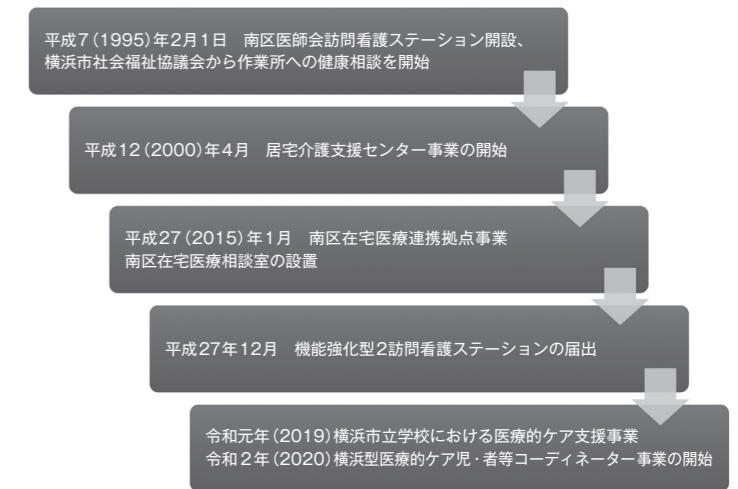 平成7(1995)年2月1日　南区医師会訪問看護ステーション開設、
横浜市社会福祉協議会から作業所への健康相談を開始
平成12(2000)年4月　居宅介護支援センター事業の開始
平成27(2015)年1月　南区在宅医療連携拠点事業
南区在宅医療相談室の設置
平成27年12月　機能強化型2訪問看護ステーションの届出
令和元年(2019)横浜市立学校における医療的ケア支援事業
令和2年(2020)横浜型医療的ケア児・者等コーディネーター事業の開始